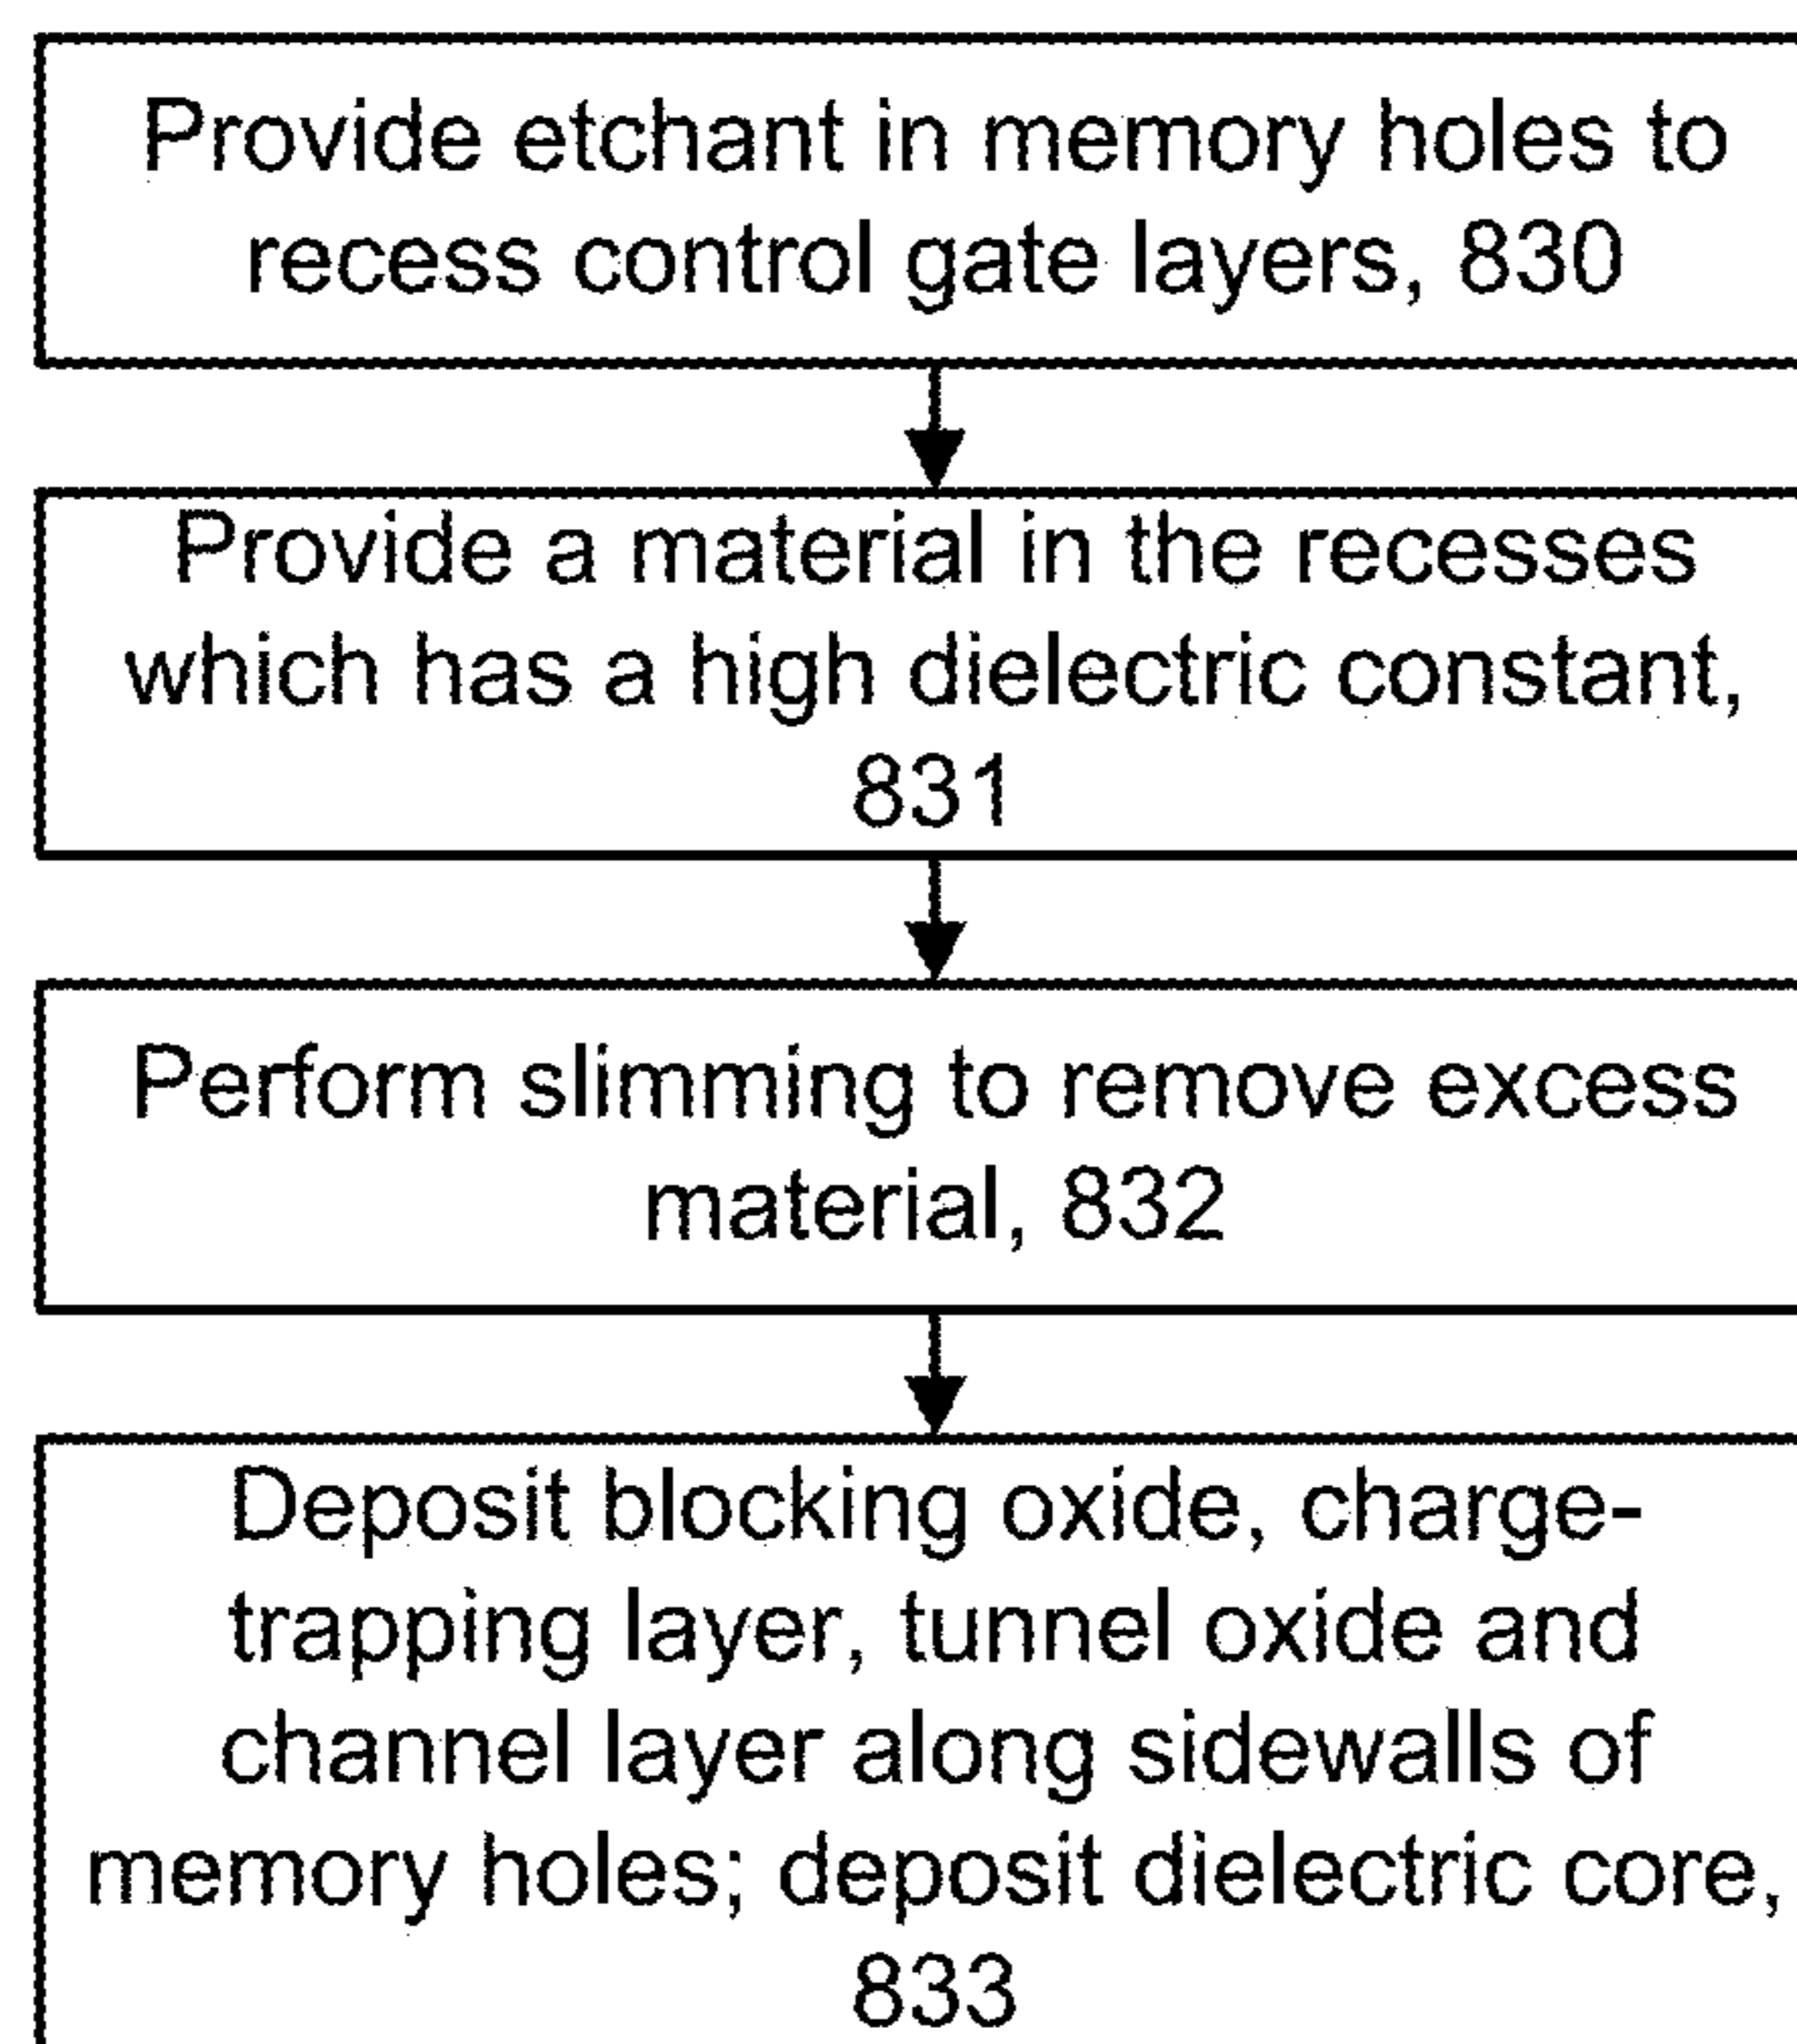 Provide etchant in memory holes to
recess control gate layers, 830
Provide a material in the recesses
which has a high dielectric constant,
831
Perform slimming to remove excess
material, 832
Deposit blocking oxide, charge-
trapping layer, tunnel oxide and
channel layer along sidewalls of
memory holes; deposit dielectric core,
833